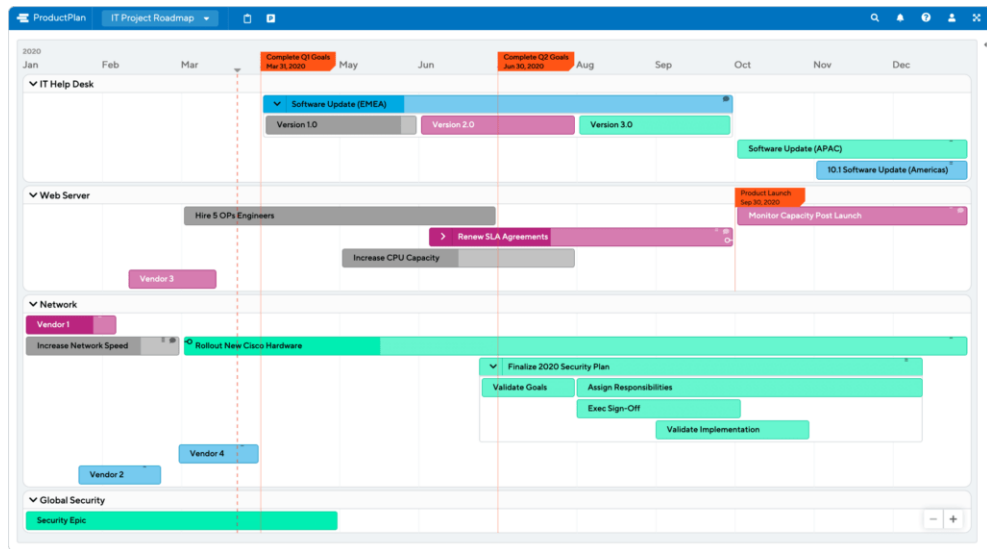 ProductPlan
IT Project Roadmap
2020
Jan Feb Mar May Jun Aug Sep Oct Nov Dec
Complete Q1 Goals
Mar 31, 2020
Complete Q2 Goals
Jun 30, 2020
IT Help Desk
Software Update (EMEA)
Version 1.0 Version 2.0 Version 3.0
Software Update (APAC)
10.1 Software Update (Americas)
Web Server
Product Launch
Sep 30, 2020
Hire 5 OPs Engineers
Monitor Capacity Post Launch
Renew SLA Agreements
Increase CPU Capacity
Vendor 3
Network
Vendor 1
Increase Network Speed
Rollout New Cisco Hardware
Finalize 2020 Security Plan
Validate Goals
Assign Responsibilities
Exec Sign-Off
Validate Implementation
Vendor 4
Vendor 2
Global Security
Security Epic